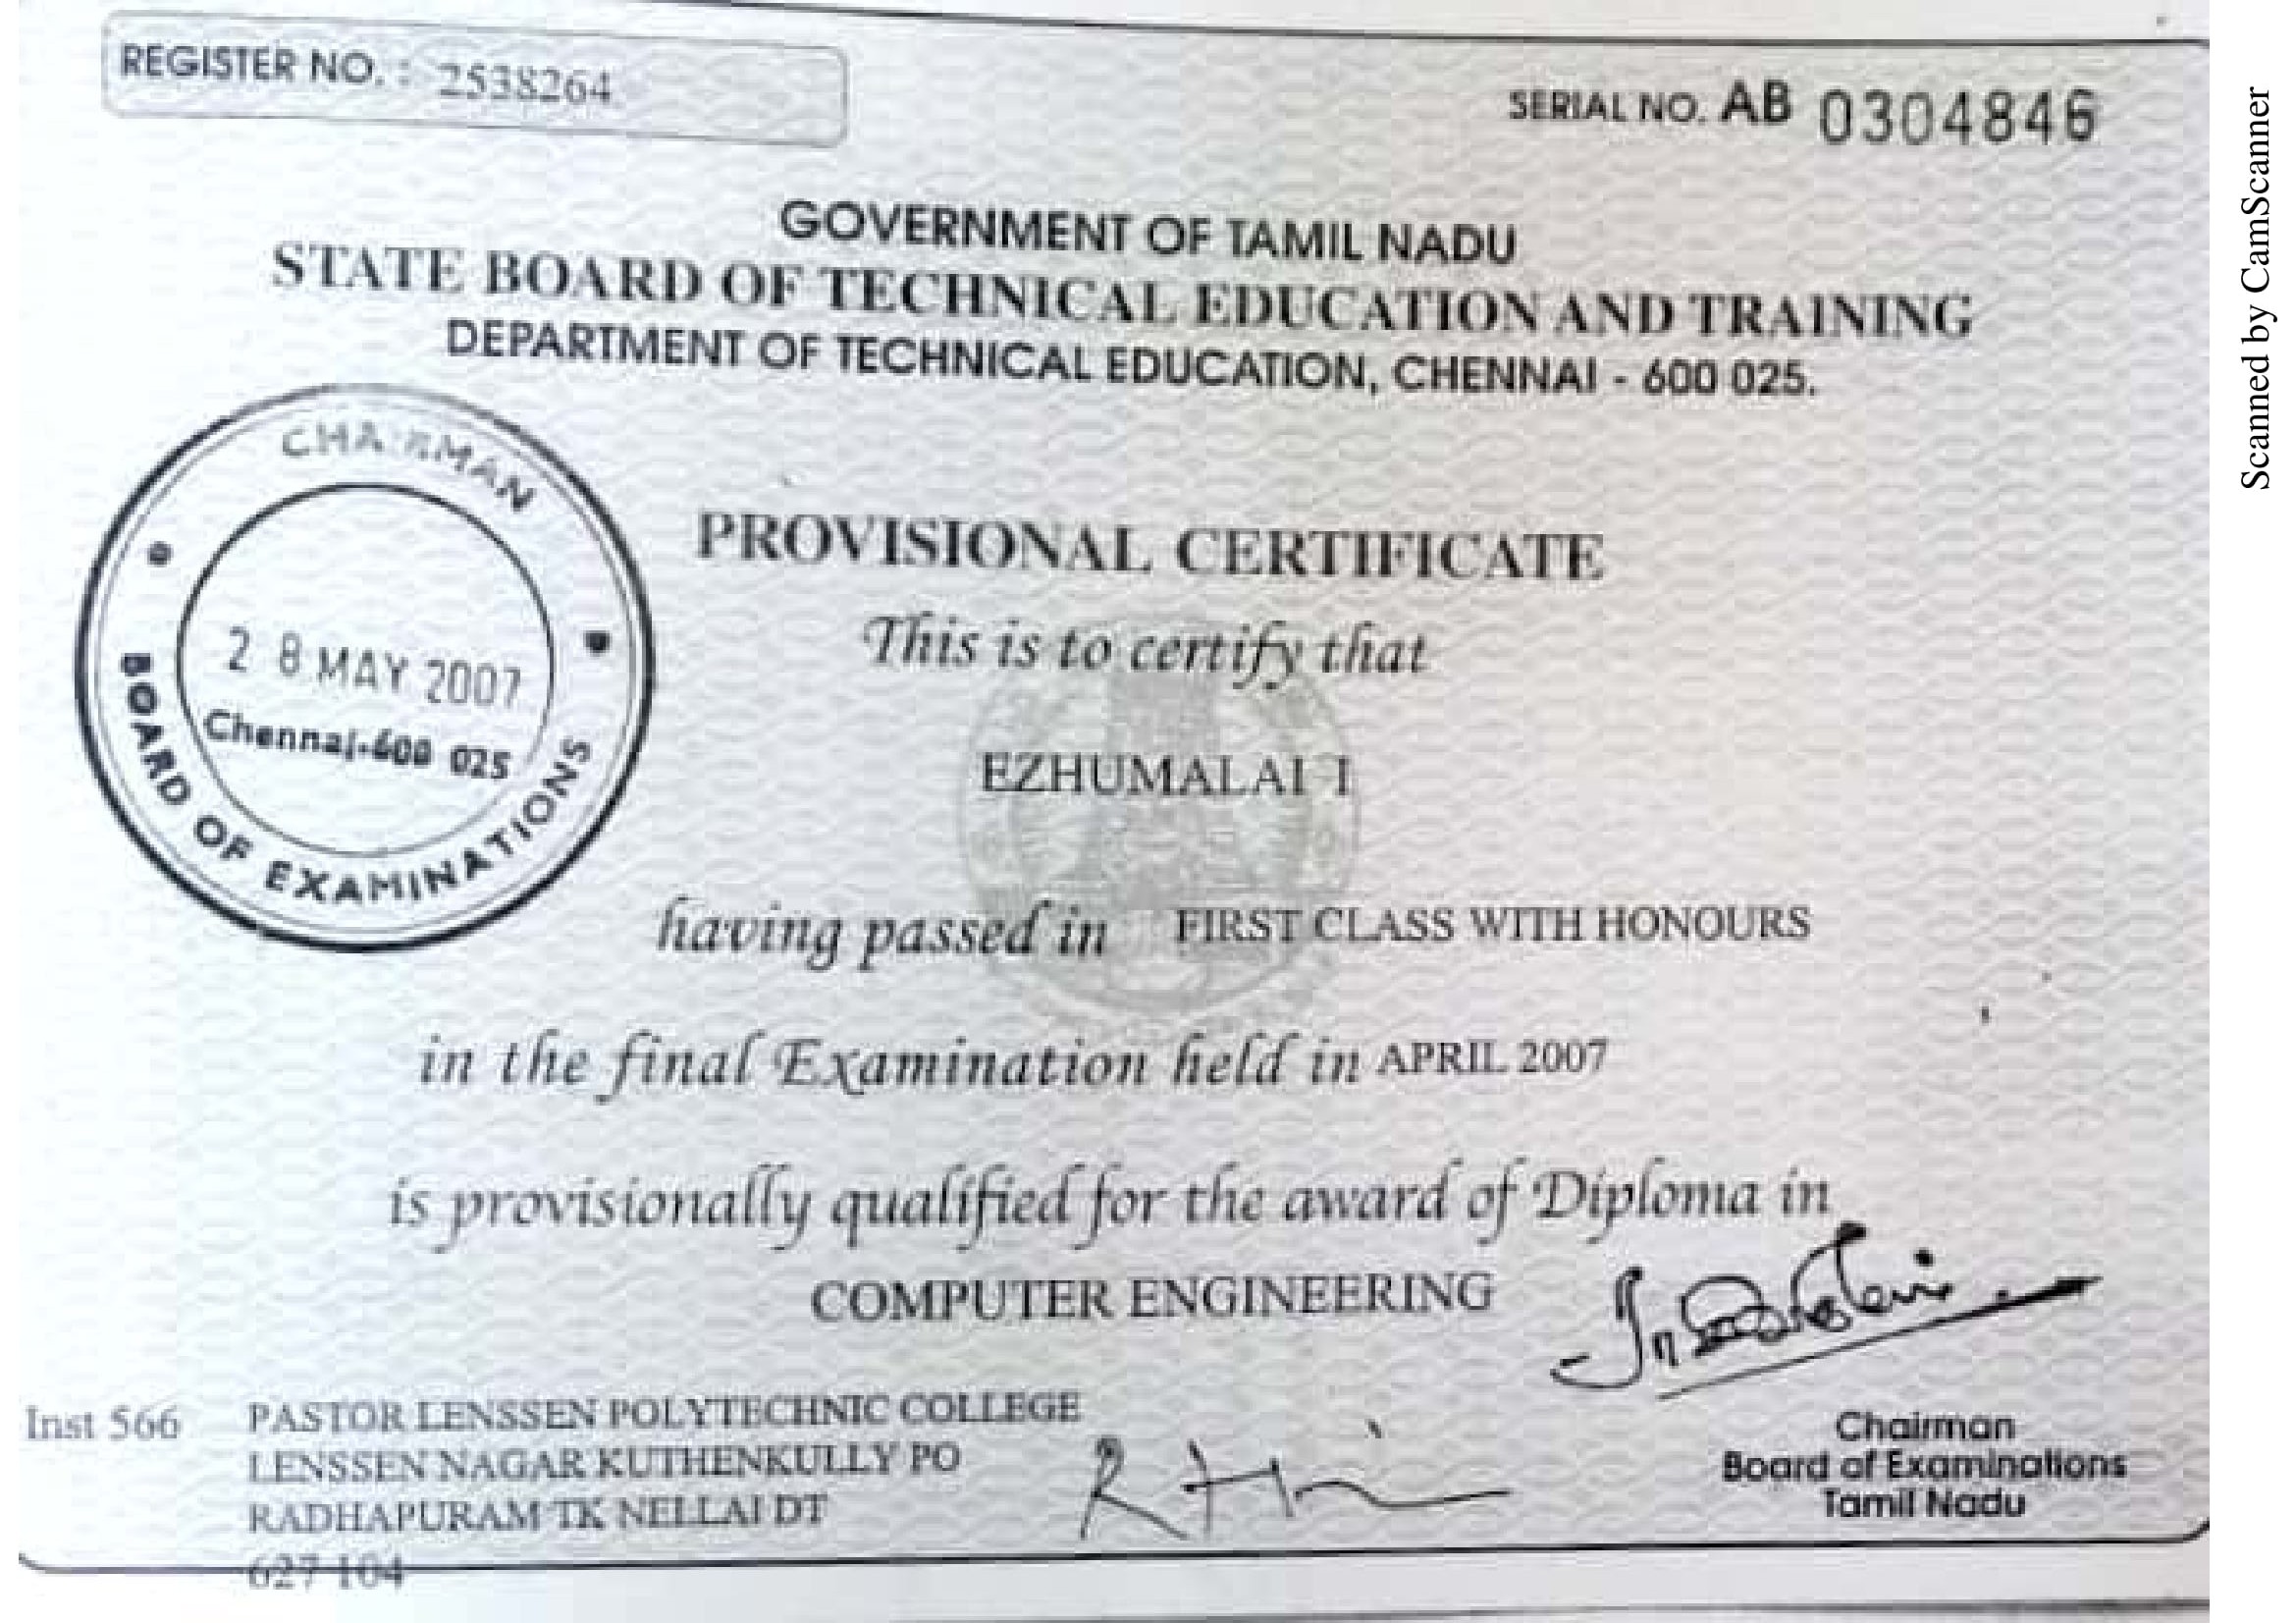 REGISTER NO. : 2538264
SERIAL NO. AB 0304846
GOVERNMENT OF TAMIL NADU
STATE BOARD OF TECHNICAL EDUCATION AND TRAINING
DEPARTMENT OF TECHNICAL EDUCATION, CHENNAI - 600 025.
CHAIRMAN
28 MAY 2007
Chennai-600 025
BOARD OF EXAMINATIONS
PROVISIONAL CERTIFICATE
This is to certify that
EZHUMALAI I
having passed in FIRST CLASS WITH HONOURS
in the final Examination held in APRIL 2007
is provisionally qualified for the award of Diploma in
COMPUTER ENGINEERING
Inst 566 PASTOR LENSSEN POLYTECHNIC COLLEGE
LENSSEN NAGAR KUTHENKULLY PO
RADHAPURAM TK NELLAI DT
627 104
Chairman
Board of Examinations
Tamil Nadu
Scanned by CamScanner